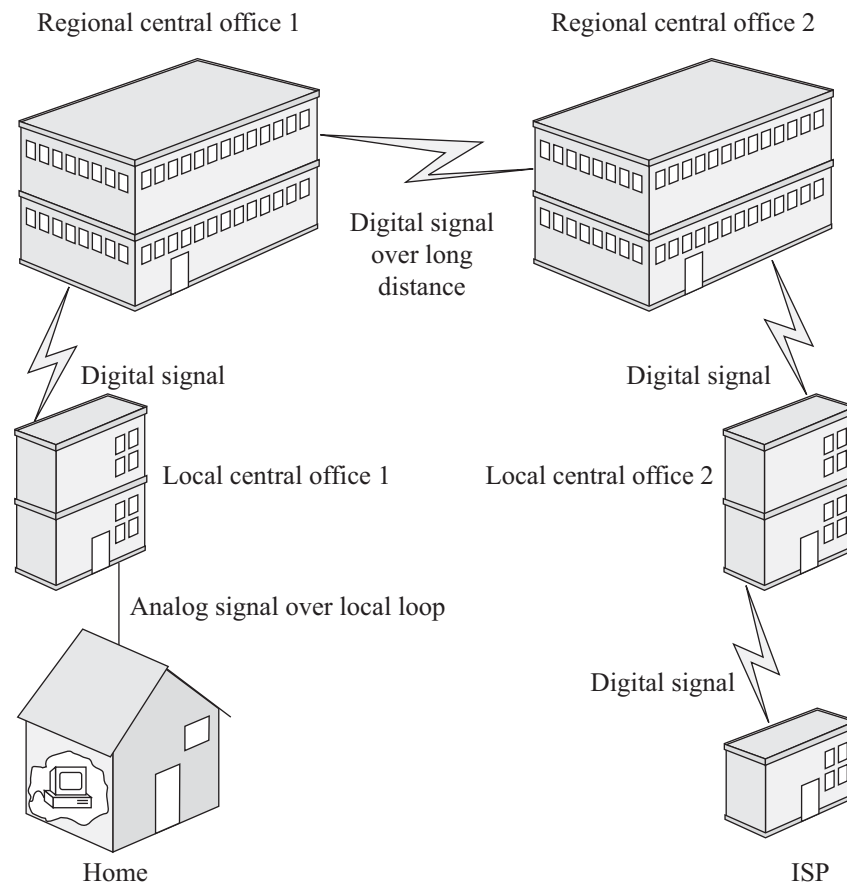 Regional central office 1
Regional central office 2
Digital signal
over long
distance
Digital signal
Digital signal
Local central office 1
Local central office 2
Analog signal over local loop
Digital signal
Home
ISP